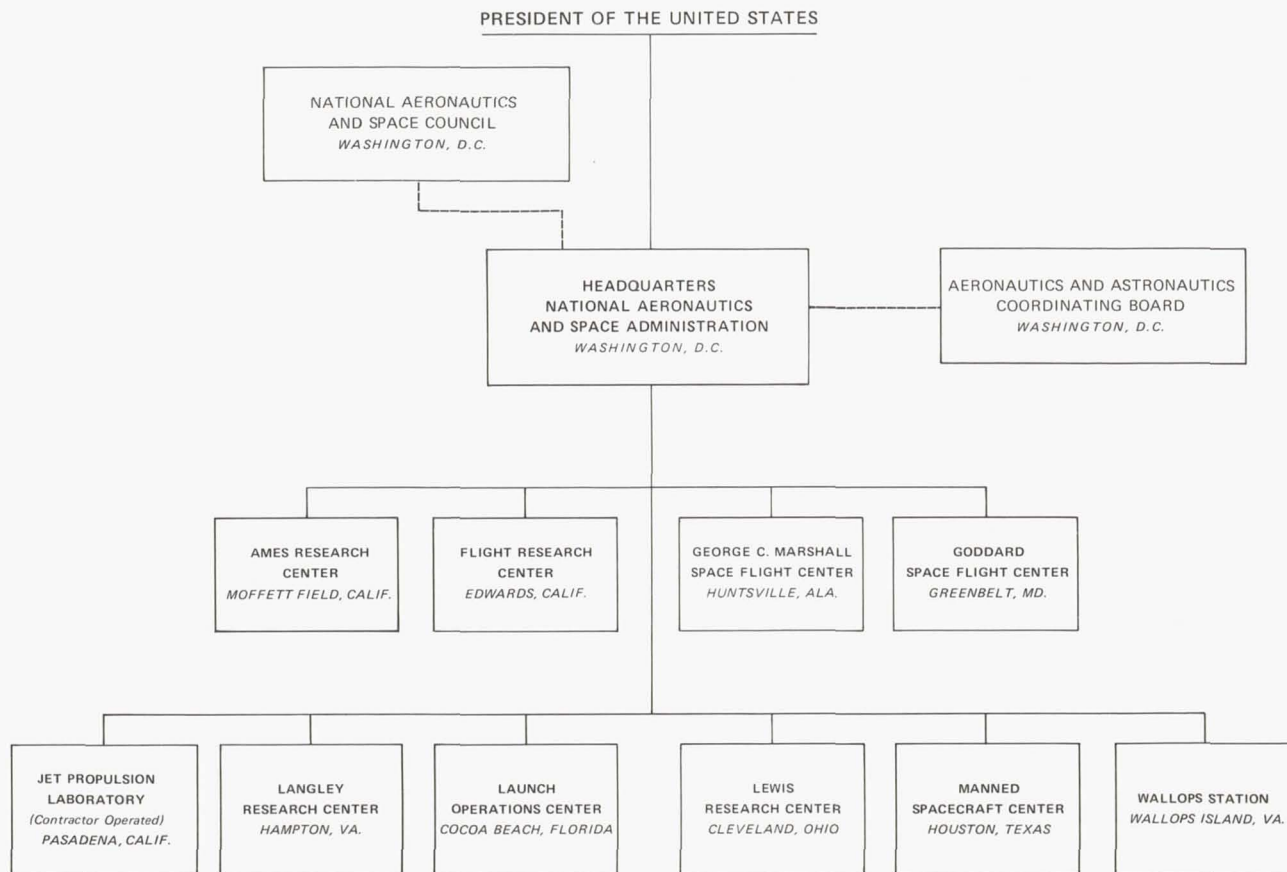 PRESIDENT OF THE UNITED STATES
NATIONAL AERONAUTICS
AND SPACE COUNCIL
WASHINGTON, D.C.
HEADQUARTERS
NATIONAL AERONAUTICS
AND SPACE ADMINISTRATION
WASHINGTON, D.C.
AERONAUTICS AND ASTRONAUTICS
COORDINATING BOARD
WASHINGTON, D.C.
AMES RESEARCH
CENTER
MOFFETT FIELD, CALIF.
FLIGHT RESEARCH
CENTER
EDWARDS, CALIF.
GEORGE C. MARSHALL
SPACE FLIGHT CENTER
HUNTSVILLE, ALA.
GODDARD
SPACE FLIGHT CENTER
GREENBELT, MD.
JET PROPULSION
LABORATORY
(Contractor Operated)
PASADENA, CALIF.
LANGLEY
RESEARCH CENTER
HAMPTON, VA.
LAUNCH
OPERATIONS CENTER
COCOA BEACH, FLORIDA
LEWIS
RESEARCH CENTER
CLEVELAND, OHIO
MANNED
SPACECRAFT CENTER
HOUSTON, TEXAS
WALLOPS STATION
WALLOPS ISLAND, VA.